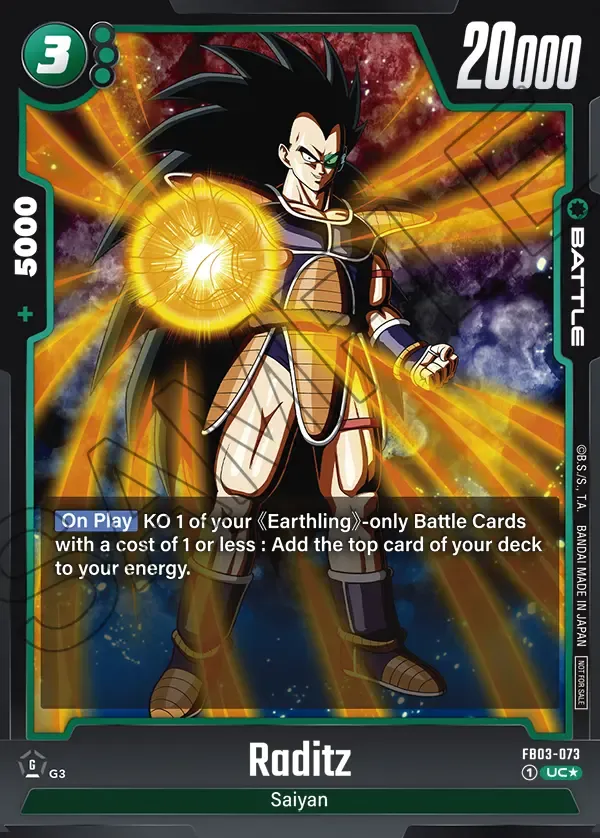 3
20000
+ 5000
BATTLE
SAMPLE
On Play KO 1 of your《Earthling》-only Battle Cards
with a cost of 1 or less : Add the top card of your deck
to your energy.
©B.S./S., T.A. BANDAI MADE IN JAPAN
NOT FOR SALE
G G3
Raditz
FB03-073
1 UC★
Saiyan